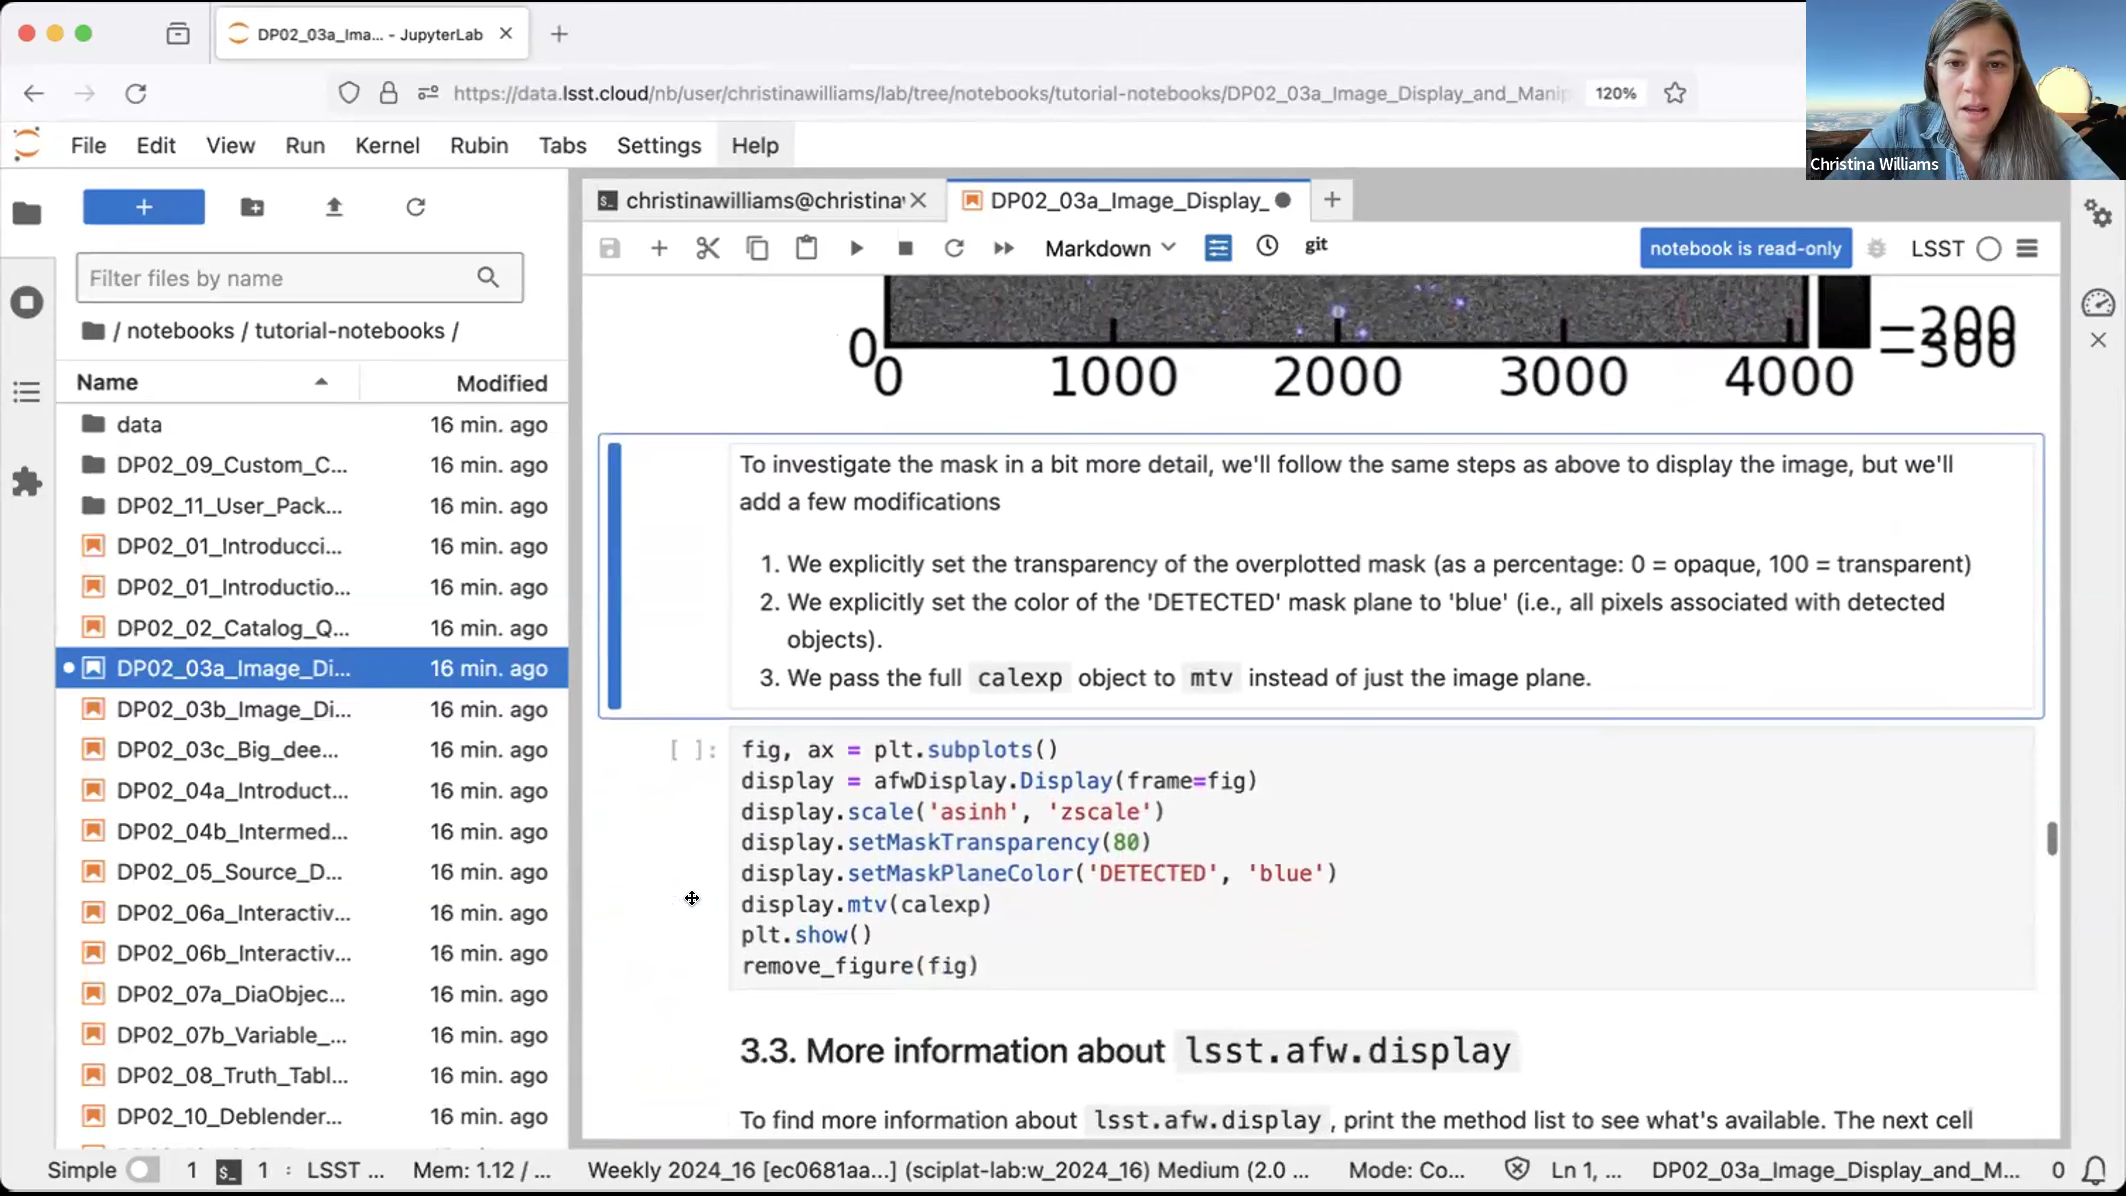 DP02_03a_Ima... - JupyterLab
https://data.lsst.cloud/nb/user/christinawilliams/lab/tree/notebooks/tutorial-notebooks/DP02_03a_Image_Display_and_Manip
120%
Christina Williams
File Edit View Run Kernel Rubin Tabs Settings Help
christinawilliams@christina
DP02_03a_Image_Display_
Markdown
git
notebook is read-only
LSST
Filter files by name
/ notebooks / tutorial-notebooks /
Name Modified
data 16 min. ago
DP02_09_Custom_C... 16 min. ago
DP02_11_User_Pack... 16 min. ago
DP02_01_Introducci... 16 min. ago
DP02_01_Introductio... 16 min. ago
DP02_02_Catalog_Q... 16 min. ago
DP02_03a_Image_Di... 16 min. ago
DP02_03b_Image_Di... 16 min. ago
DP02_03c_Big_dee... 16 min. ago
DP02_04a_Introduct... 16 min. ago
DP02_04b_Intermed... 16 min. ago
DP02_05_Source_D... 16 min. ago
DP02_06a_Interactiv... 16 min. ago
DP02_06b_Interactiv... 16 min. ago
DP02_07a_DiaObjec... 16 min. ago
DP02_07b_Variable_... 16 min. ago
DP02_08_Truth_Tabl... 16 min. ago
DP02_10_Deblender... 16 min. ago
0
0 1000 2000 3000 4000
−200
−300
To investigate the mask in a bit more detail, we'll follow the same steps as above to display the image, but we'll
add a few modifications
1. We explicitly set the transparency of the overplotted mask (as a percentage: 0 = opaque, 100 = transparent)
2. We explicitly set the color of the 'DETECTED' mask plane to 'blue' (i.e., all pixels associated with detected
objects).
3. We pass the full calexp object to mtv instead of just the image plane.
[ ]:
fig, ax = plt.subplots()
display = afwDisplay.Display(frame=fig)
display.scale('asinh', 'zscale')
display.setMaskTransparency(80)
display.setMaskPlaneColor('DETECTED', 'blue')
display.mtv(calexp)
plt.show()
remove_figure(fig)
3.3. More information about lsst.afw.display
To find more information about lsst.afw.display , print the method list to see what's available. The next cell
Simple 1 $_ 1 : LSST ... Mem: 1.12 / ... Weekly 2024_16 [ec0681aa...] (sciplat-lab:w_2024_16) Medium (2.0 ... Mode: Co... Ln 1, ... DP02_03a_Image_Display_and_M... 0